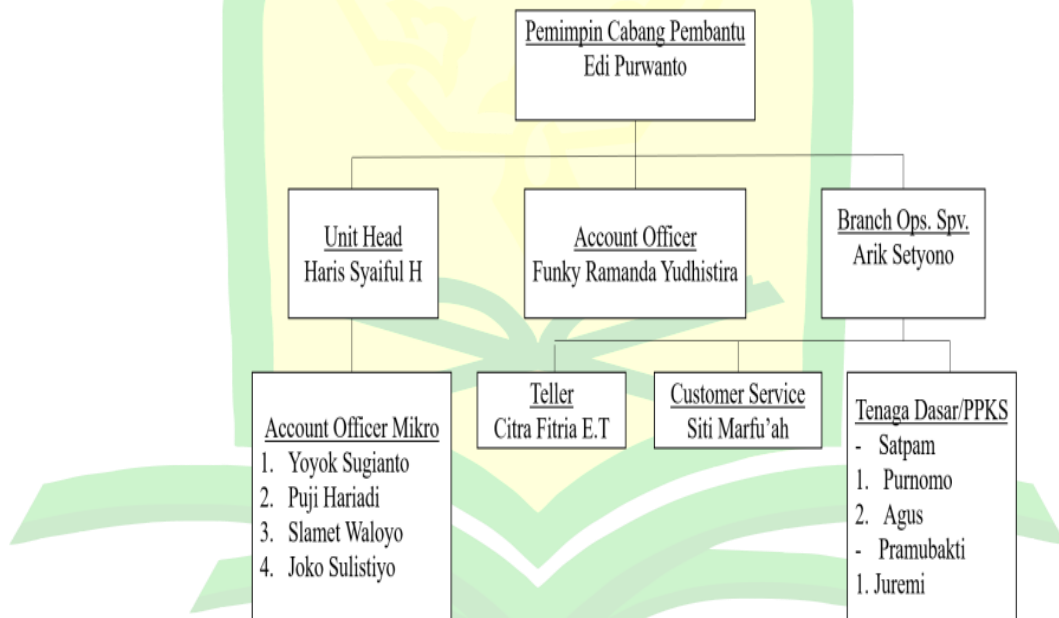 Pemimpin Cabang Pembantu
Edi Purwanto
Unit Head
Haris Syaiful H
Account Officer
Funky Ramanda Yudhistira
Branch Ops. Spv.
Arik Setyono
Account Officer Mikro
1. Yoyok Sugianto
2. Puji Hariadi
3. Slamet Waloyo
4. Joko Sulistiyo
Teller
Citra Fitria E.T
Customer Service
Siti Marfu’ah
Tenaga Dasar/PPKS
- Satpam
1. Purnomo
2. Agus
- Pramubakti
1. Juremi